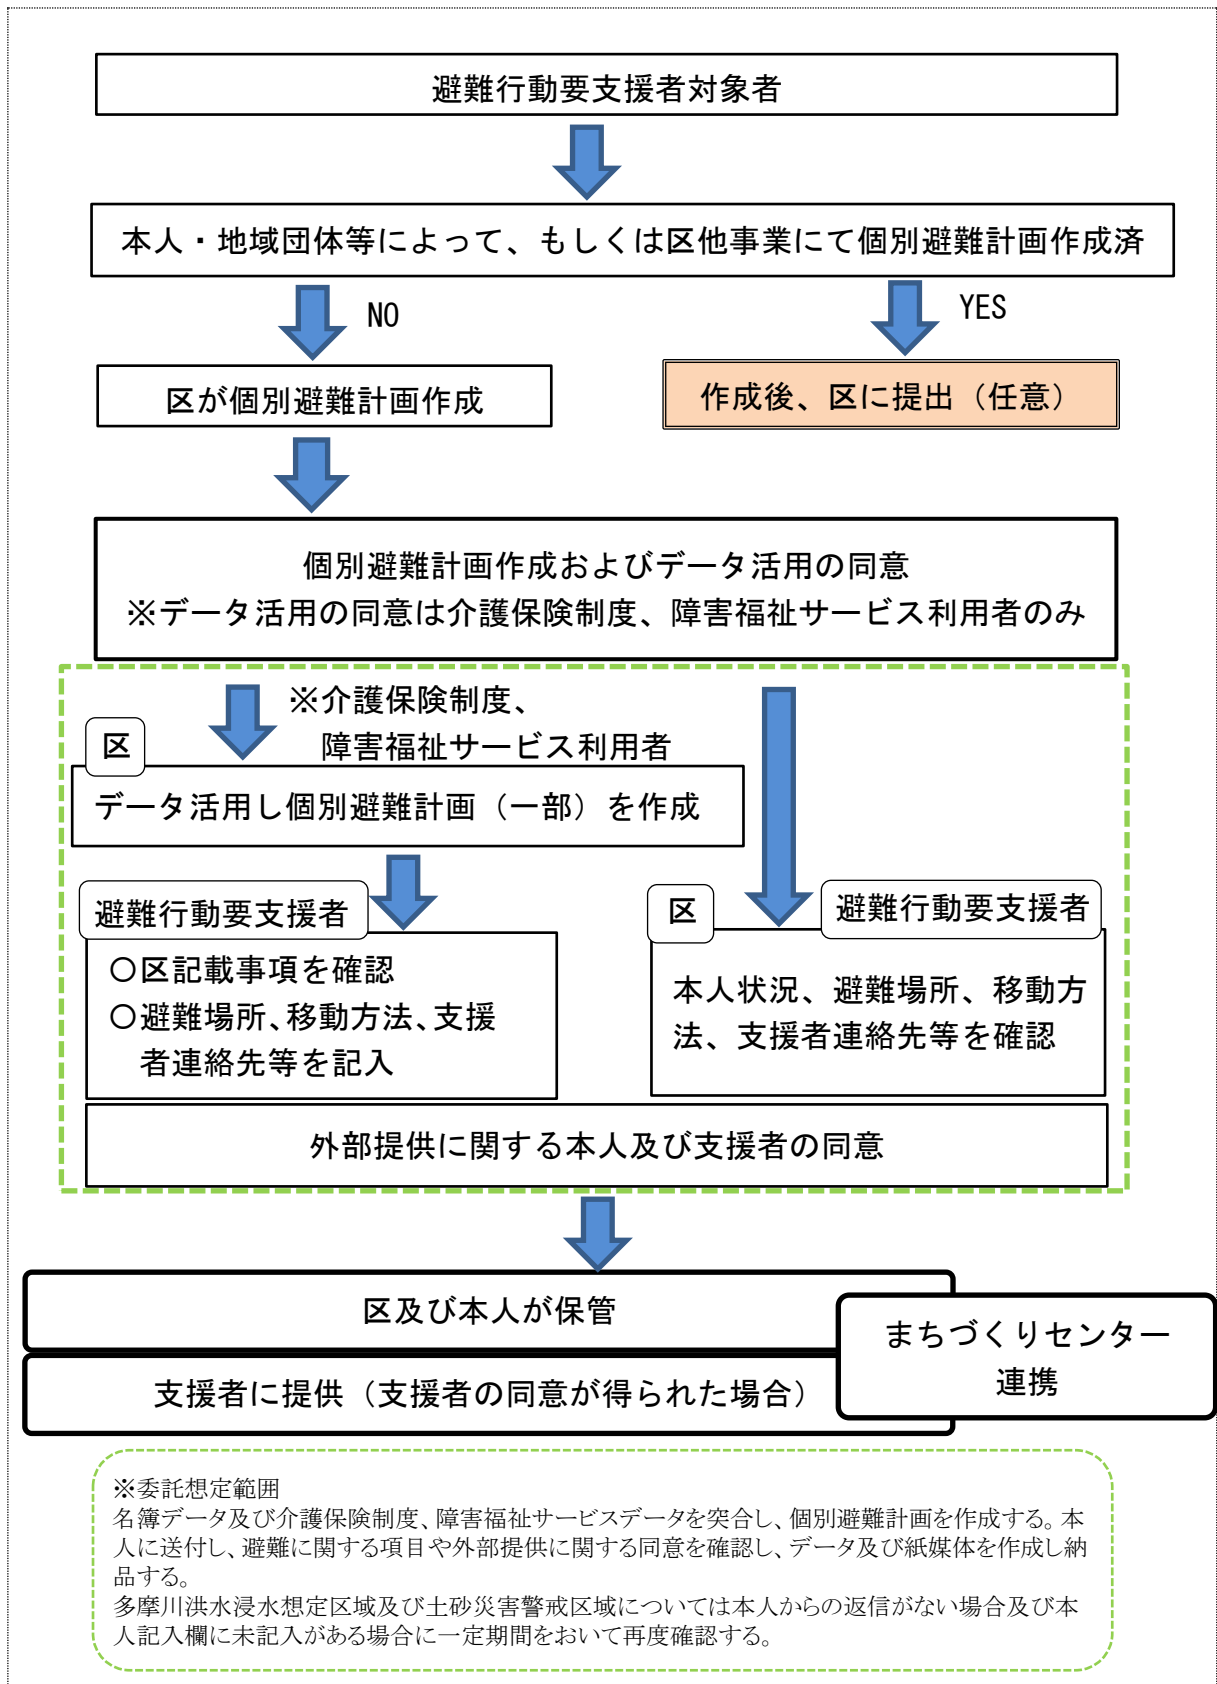 避難行動要支援者対象者
本人・地域団体等によって、もしくは区他事業にて個別避難計画作成済
NO
YES
区が個別避難計画作成
作成後、区に提出（任意）
個別避難計画作成およびデータ活用の同意
※データ活用の同意は介護保険制度、障害福祉サービス利用者のみ
※介護保険制度、
障害福祉サービス利用者
区
データ活用し個別避難計画（一部）を作成
避難行動要支援者
○区記載事項を確認
○避難場所、移動方法、支援
者連絡先等を記入
区
避難行動要支援者
本人状況、避難場所、移動方
法、支援者連絡先等を確認
外部提供に関する本人及び支援者の同意
区及び本人が保管
支援者に提供（支援者の同意が得られた場合）
まちづくりセンター
連携
※委託想定範囲
名簿データ及び介護保険制度、障害福祉サービスデータを突合し、個別避難計画を作成する。本
人に送付し、避難に関する項目や外部提供に関する同意を確認し、データ及び紙媒体を作成し納
品する。
多摩川洪水浸水想定区域及び土砂災害警戒区域については本人からの返信がない場合及び本
人記入欄に未記入がある場合に一定期間をおいて再度確認する。